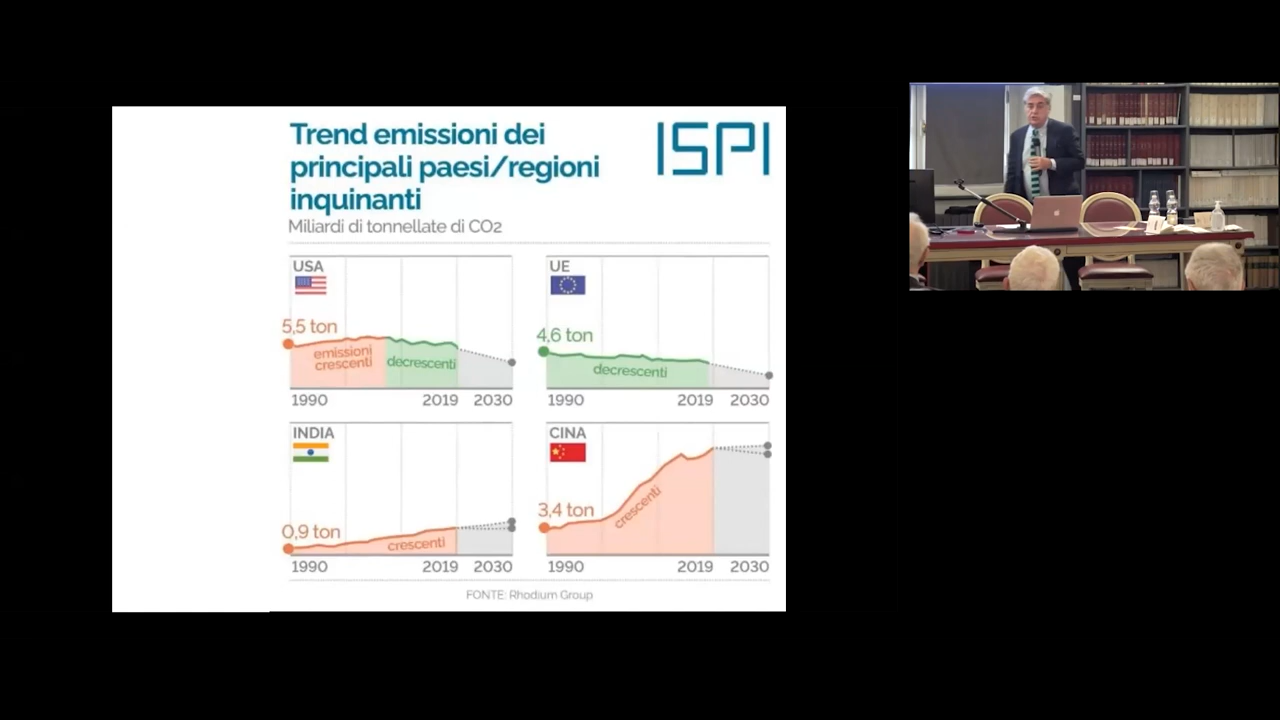 Trend emissioni dei
principali paesi/regioni
inquinanti
ISPI
Miliardi di tonnellate di CO2
USA
5,5 ton
emissioni
crescenti
decrescenti
1990 2019 2030
UE
4,6 ton
decrescenti
1990 2019 2030
INDIA
0,9 ton
crescenti
1990 2019 2030
CINA
3,4 ton
crescenti
1990 2019 2030
FONTE: Rhodium Group